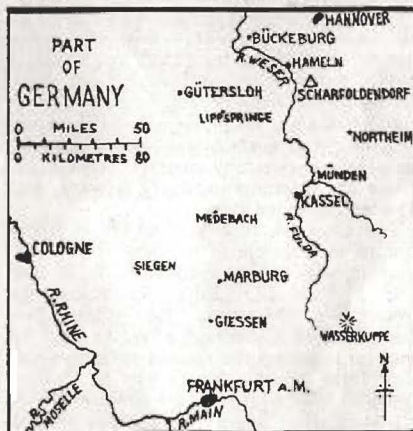 PART
OF
GERMANY
0 MILES 50
0 KILOMETRES 80
HANNOVER
BÜCKEBURG
R. WESER
HAMELN
SCHARFOLDENDORF
GÜTERSLOH
LIPPSPRINGE
NORTHEIM
MÜNDEN
KASSEL
MEDEBACH
R. FULDA
COLOGNE
SIEGEN
MARBURG
R. RHINE
GIESSEN
WASSERKUPPE
N
FRANKFURT A.M.
R. MAIN
MOSELLE